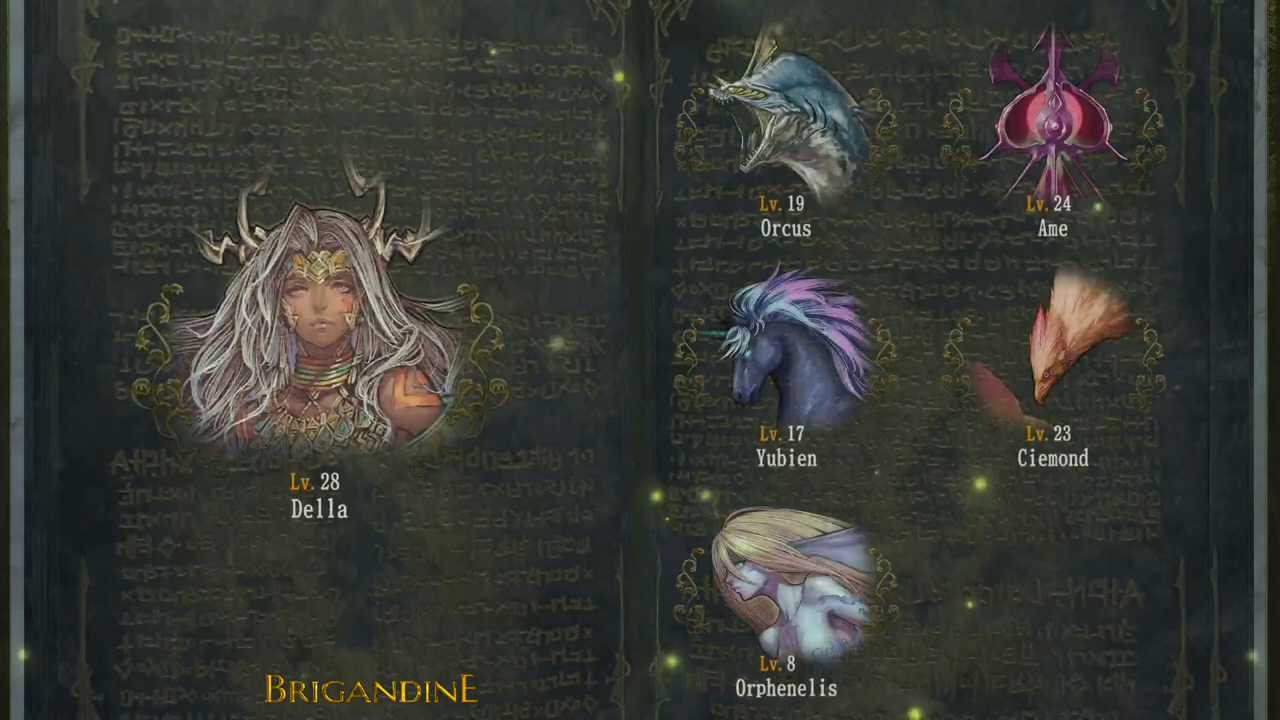 Lv. 28
Della
BRIGANDINE
Lv. 19
Orcus
Lv. 24
Ame
Lv. 17
Yubien
Lv. 23
Ciemond
Lv. 8
Orphenelis